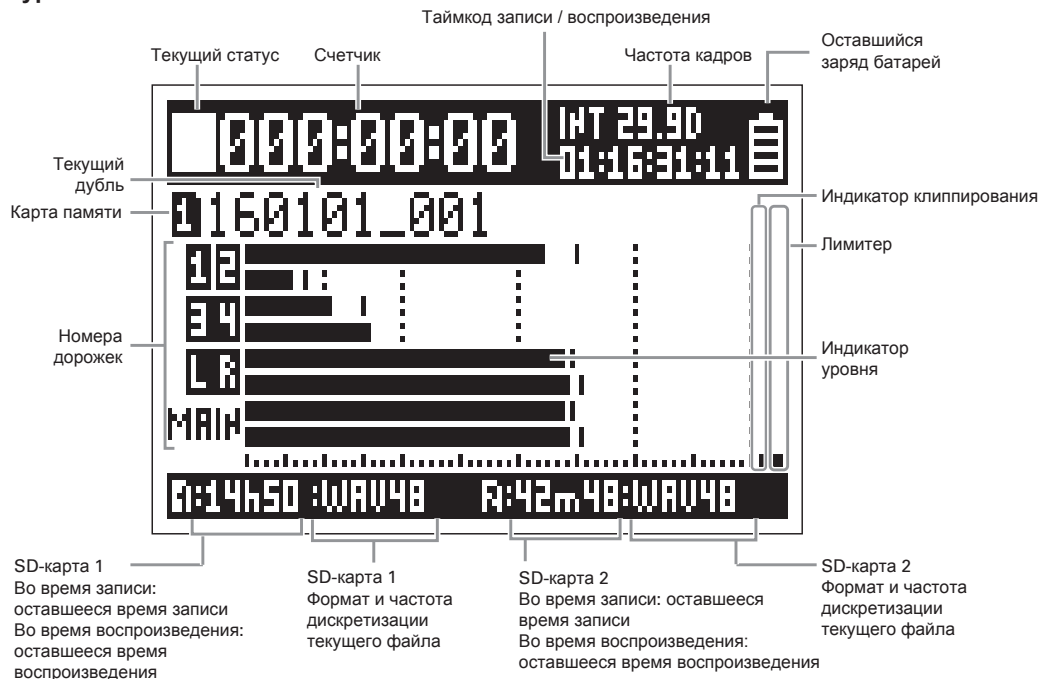 Таймкод записи / воспроизведения
Текущий статус
Счетчик
Частота кадров
Оставшийся
заряд батарей
000:00:00
INT 29.9D
01:16:31:11
Текущий
дубль
Карта памяти
1 160101_001
Индикатор клиппирования
Лимитер
1 2
3 4
Номера
дорожек
L R
Индикатор
уровня
MAIN
1:14h50 :WAV48
2:42m48:WAV48
SD-карта 1
Во время записи:
оставшееся время записи
Во время воспроизведения:
оставшееся время
воспроизведения
SD-карта 1
Формат и частота
дискретизации
текущего файла
SD-карта 2
Во время записи: оставшееся
время записи
Во время воспроизведения:
оставшееся время воспроизведения
SD-карта 2
Формат и частота
дискретизации
текущего файла